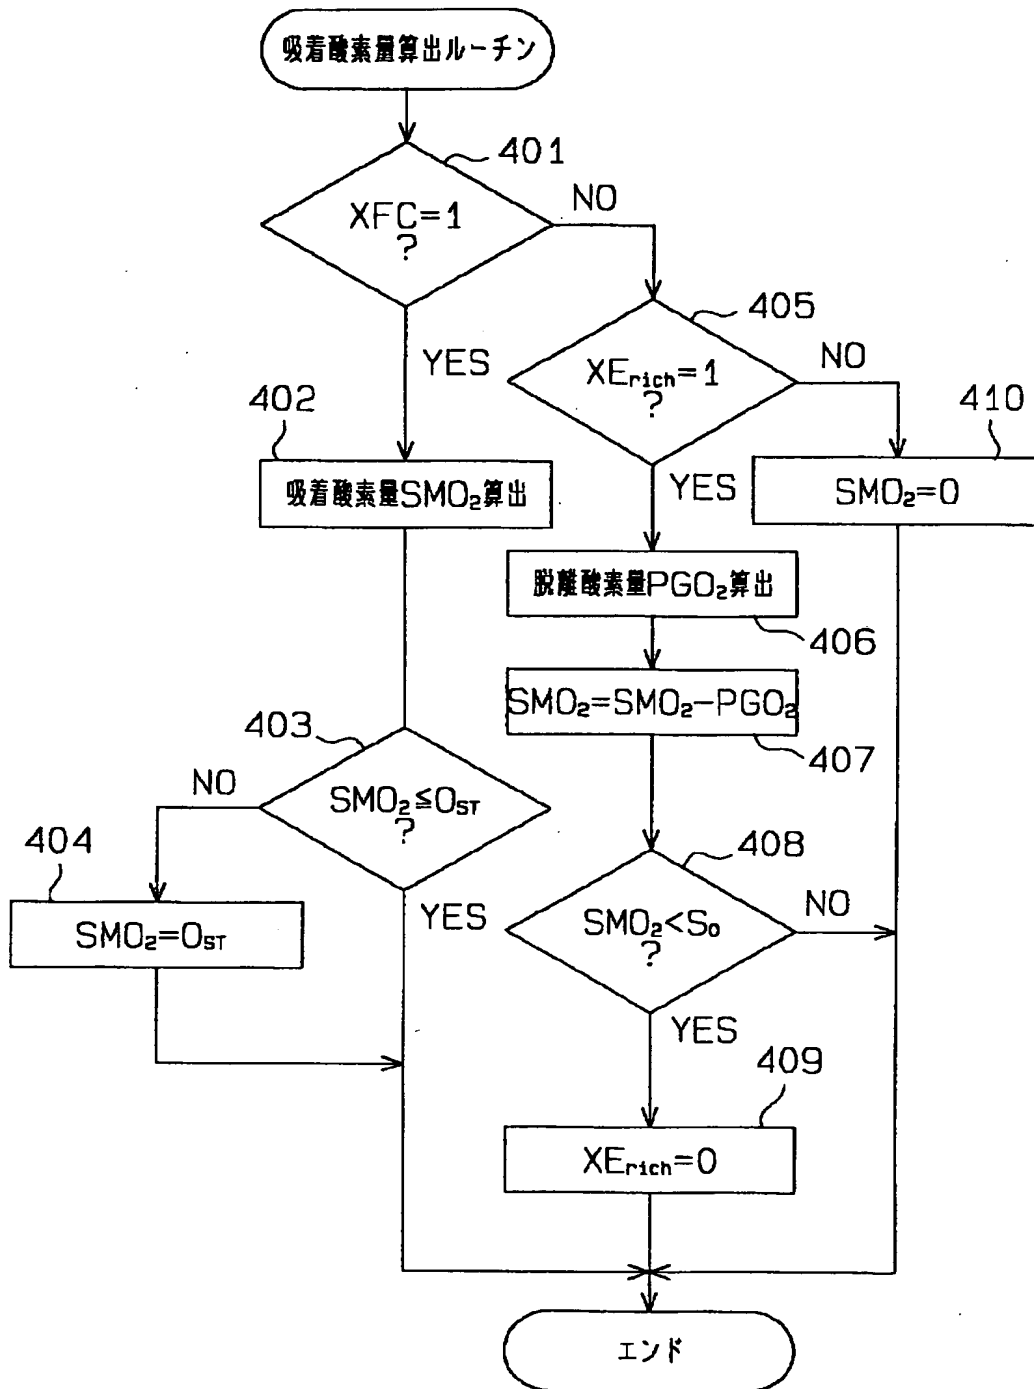 吸着酸素量算出ルーチン
401
XFC=1
?
NO
YES
405
XErich=1
?
NO
YES
402
吸着酸素量SMO₂算出
410
SMO₂=0
脱離酸素量PGO₂算出
406
SMO₂=SMO₂-PGO₂
407
403
SMO₂≦OST
?
NO
YES
404
SMO₂=OST
408
SMO₂<S₀
?
NO
YES
409
XErich=0
エンド